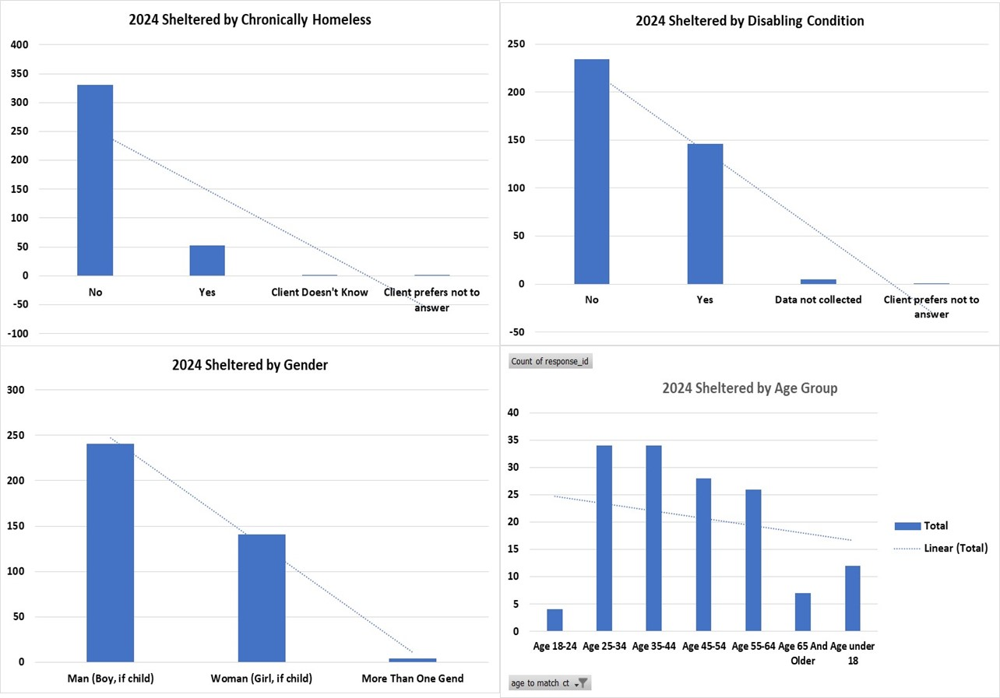 2024 Sheltered by Chronically Homeless
400
350
300
250
200
150
100
50
0
-50
-100
No
Yes
Client Doesn't Know
Client prefers not to
answer
2024 Sheltered by Disabling Condition
250
200
150
100
50
0
-50
No
Yes
Data not collected
Client prefers not to
answer
2024 Sheltered by Gender
300
250
200
150
100
50
0
Man (Boy, if child)
Woman (Girl, if child)
More Than One Gend
Count of response_id
2024 Sheltered by Age Group
40
35
30
25
20
15
10
5
0
Age 18-24
Age 25-34
Age 35-44
Age 45-54
Age 55-64
Age 65 And
Older
Age under
18
Total
Linear (Total)
age to match ct